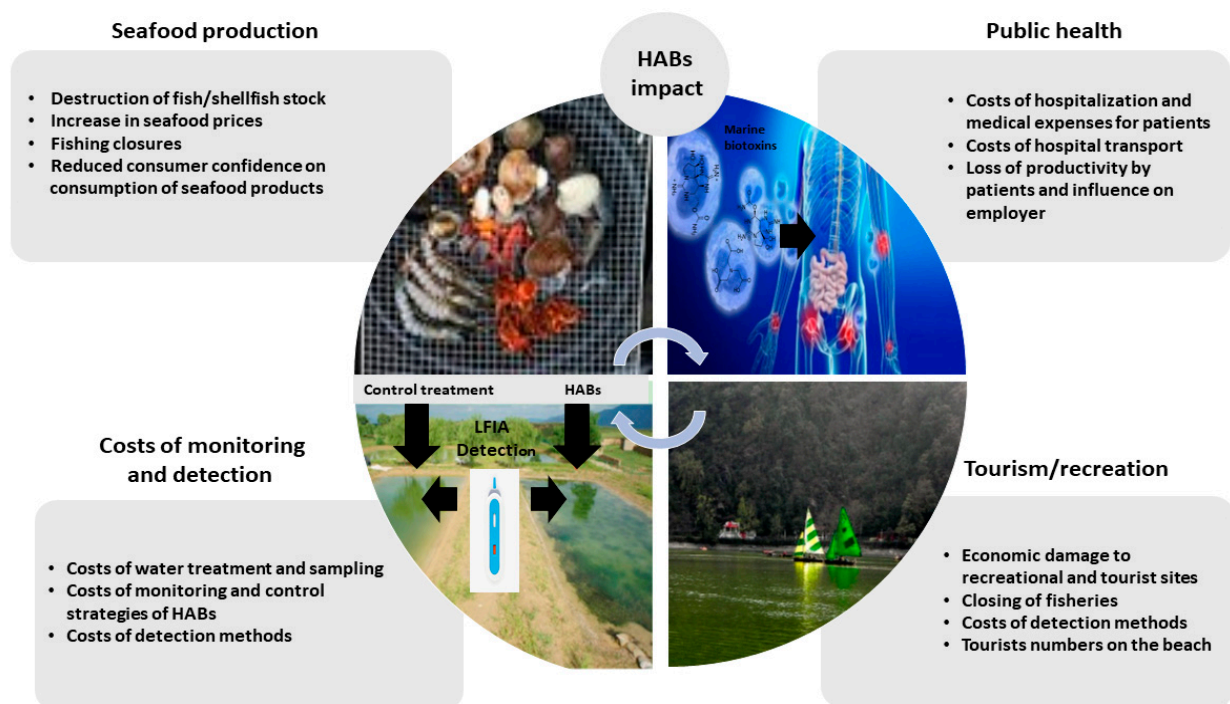 Seafood production
• Destruction of fish/shellfish stock
• Increase in seafood prices
• Fishing closures
• Reduced consumer confidence on
consumption of seafood products
HABs
impact
Public health
• Costs of hospitalization and
medical expenses for patients
• Costs of hospital transport
• Loss of productivity by
patients and influence on
employer
Marine
biotoxins
Control treatment
HABs
LFIA
Detection
Costs of monitoring
and detection
• Costs of water treatment and sampling
• Costs of monitoring and control
strategies of HABs
• Costs of detection methods
Tourism/recreation
• Economic damage to
recreational and tourist sites
• Closing of fisheries
• Costs of detection methods
• Tourists numbers on the beach